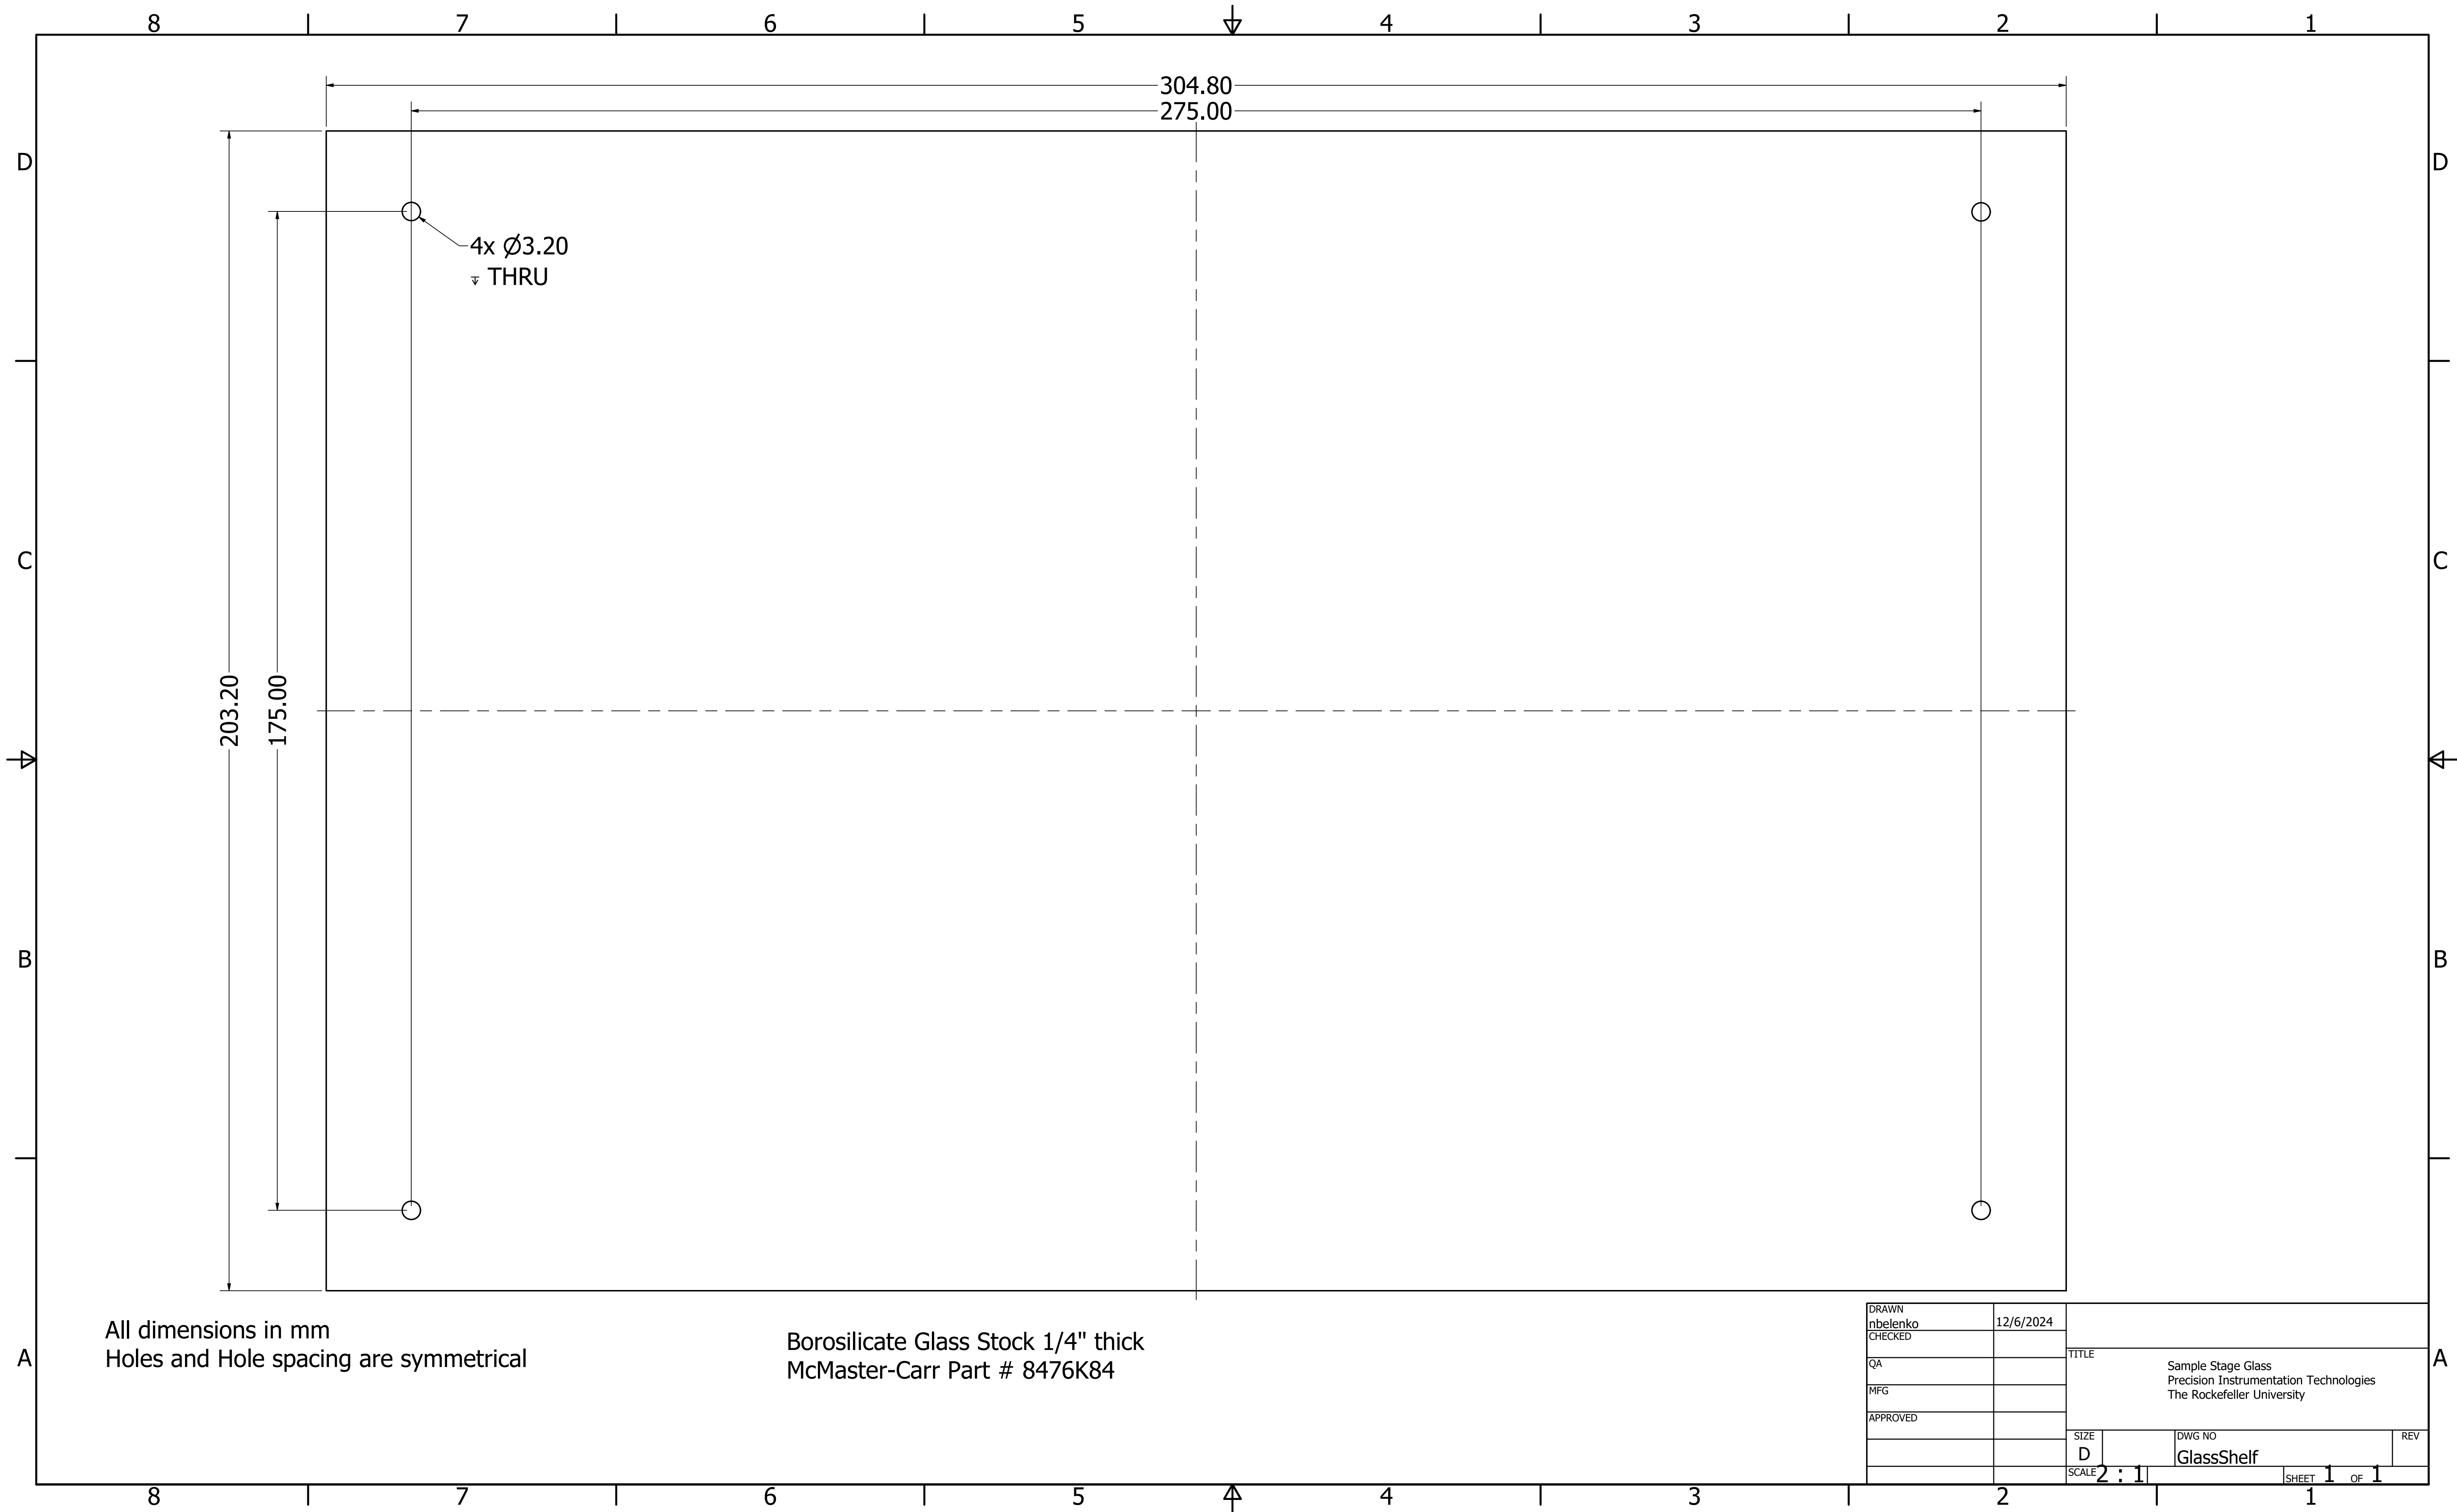 8 7 6 5 4 3 2 1
304.80
275.00
D D
4x Ø3.20
↧ THRU
C C
203.20
175.00
B B
All dimensions in mm
Holes and Hole spacing are symmetrical
Borosilicate Glass Stock 1/4" thick
McMaster-Carr Part # 8476K84
A A
DRAWN
nbelenko 12/6/2024
CHECKED
QA
MFG
APPROVED
TITLE
Sample Stage Glass
Precision Instrumentation Technologies
The Rockefeller University
SIZE
D
DWG NO
GlassShelf
REV
SCALE 2 : 1
SHEET 1 OF 1
8 7 6 5 4 3 2 1